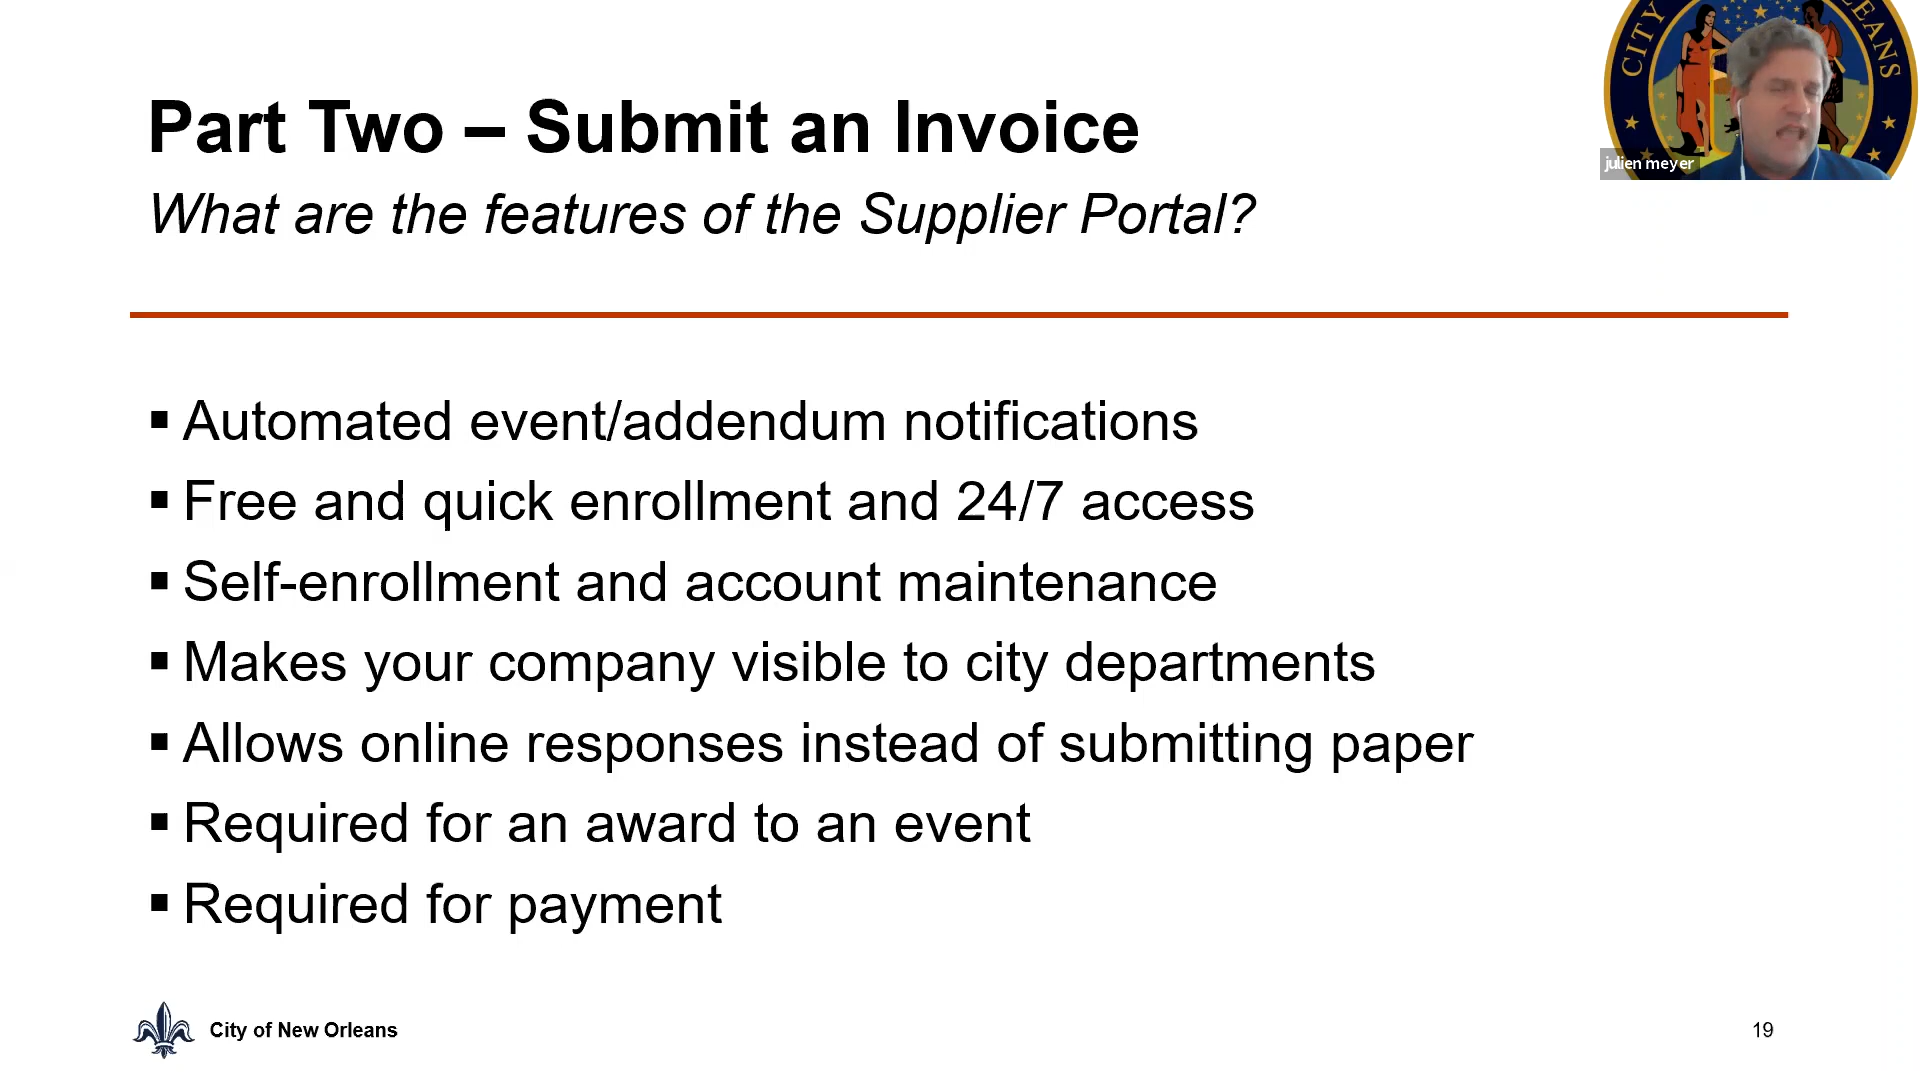 Part Two – Submit an Invoice
What are the features of the Supplier Portal?
CITY
LEANS
julien meyer
▪ Automated event/addendum notifications
▪ Free and quick enrollment and 24/7 access
▪ Self-enrollment and account maintenance
▪ Makes your company visible to city departments
▪ Allows online responses instead of submitting paper
▪ Required for an award to an event
▪ Required for payment
City of New Orleans
19